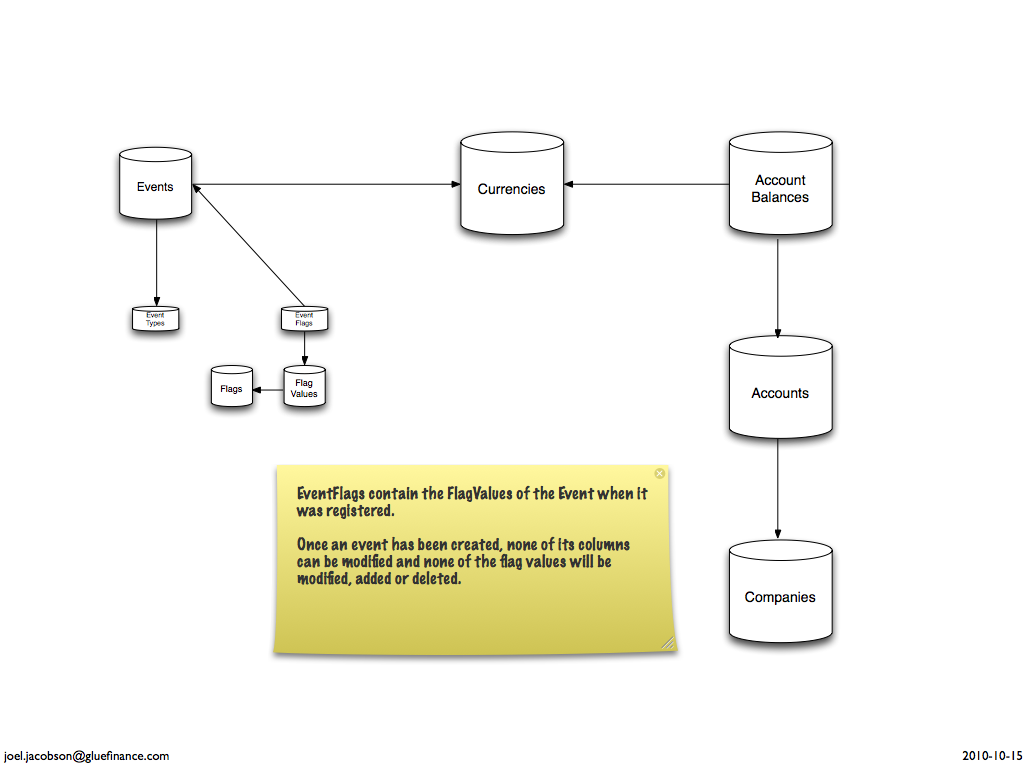 Events
Currencies
Account
Balances
Event
Types
Event
Flags
Flags
Flag
Values
Accounts
EventFlags contain the FlagValues of the Event when it
was registered.
Once an event has been created, none of its columns
can be modified and none of the flag values will be
modified, added or deleted.
Companies
joel.jacobson@gluefinance.com
2010-10-15